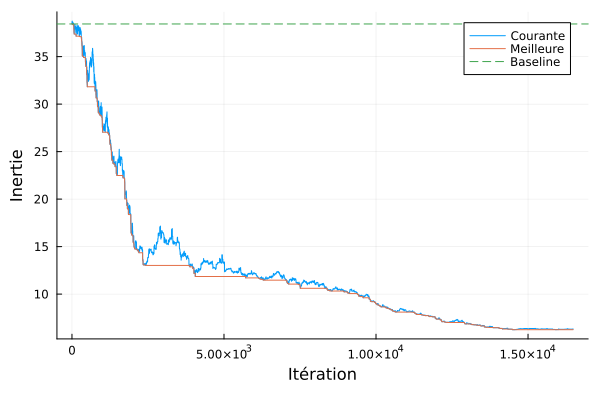 Courante
Meilleure
Baseline
35
30
25
20
15
10
Inertie
0
5.00×10³
1.00×10⁴
1.50×10⁴
Itération